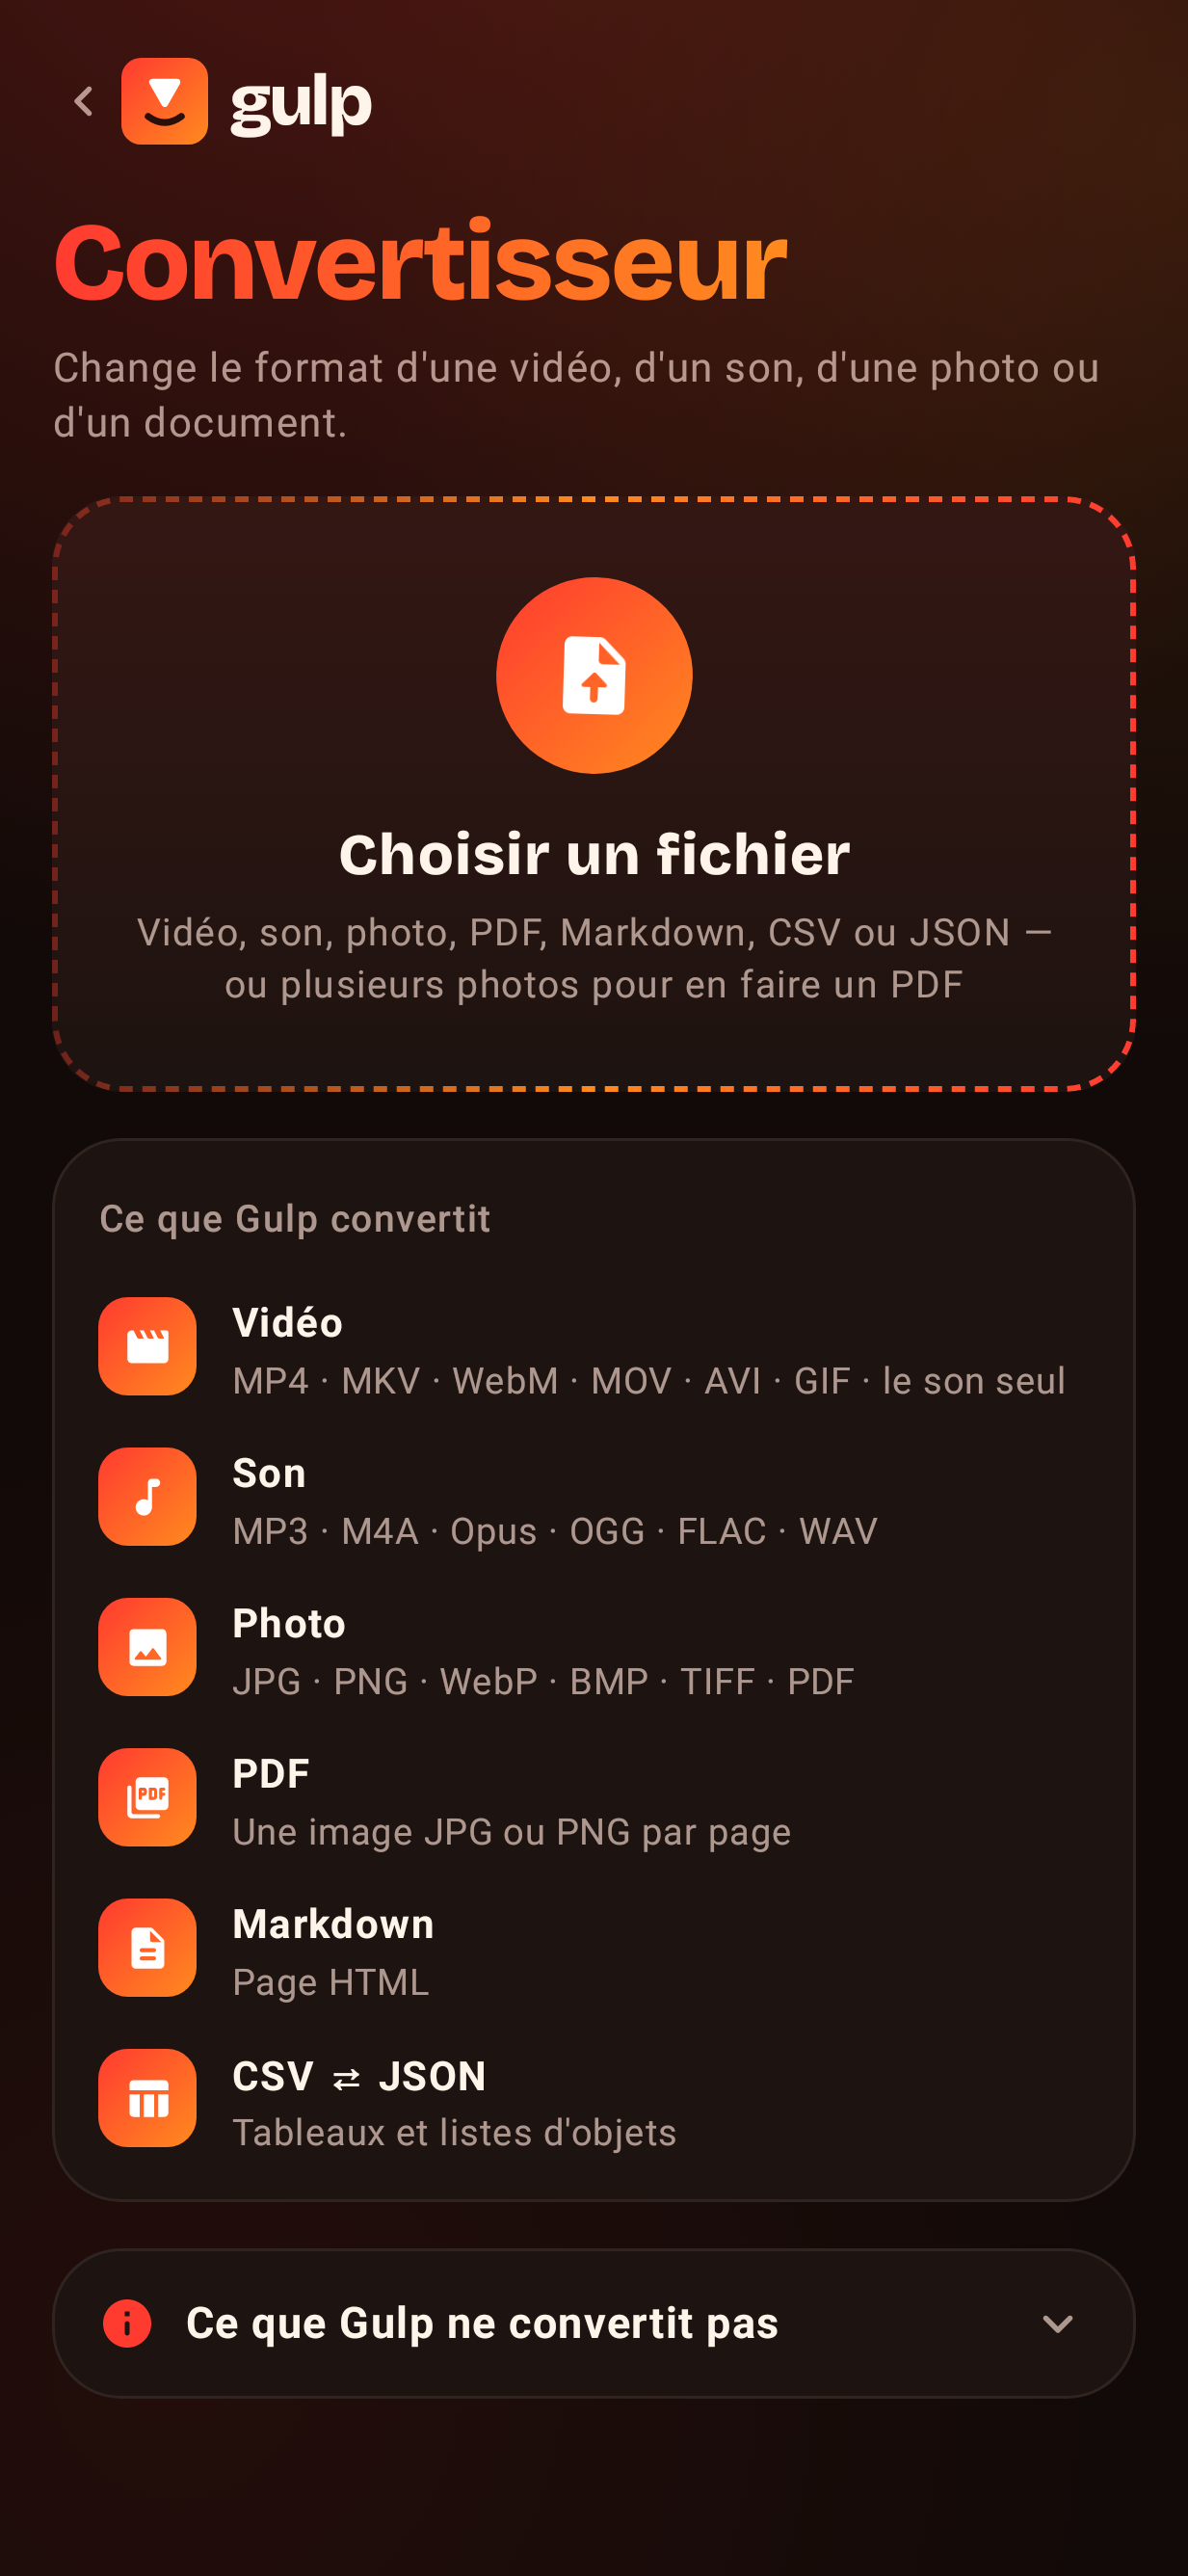 gulp
Convertisseur
Change le format d'une vidéo, d'un son, d'une photo ou
d'un document.
Choisir un fichier
Vidéo, son, photo, PDF, Markdown, CSV ou JSON —
ou plusieurs photos pour en faire un PDF
Ce que Gulp convertit
Vidéo
MP4 · MKV · WebM · MOV · AVI · GIF · le son seul
Son
MP3 · M4A · Opus · OGG · FLAC · WAV
Photo
JPG · PNG · WebP · BMP · TIFF · PDF
PDF
PDF
Une image JPG ou PNG par page
Markdown
Page HTML
CSV ⇄ JSON
Tableaux et listes d'objets
Ce que Gulp ne convertit pas